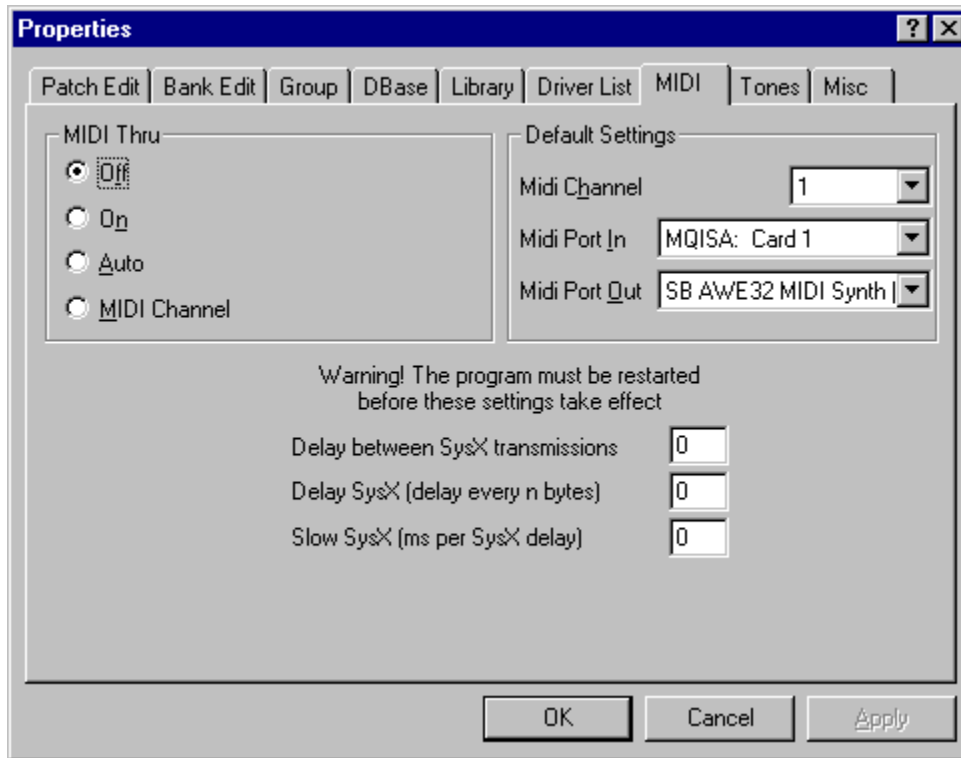 Properties
Patch Edit Bank Edit Group DBase Library Driver List MIDI Tones Misc
MIDI Thru
Off
On
Auto
MIDI Channel
Default Settings
Midi Channel 1
Midi Port In MQISA: Card 1
Midi Port Out SB AWE32 MIDI Synth [
Warning! The program must be restarted
before these settings take effect
Delay between SysX transmissions 0
Delay SysX (delay every n bytes) 0
Slow SysX (ms per SysX delay) 0
OK Cancel Apply